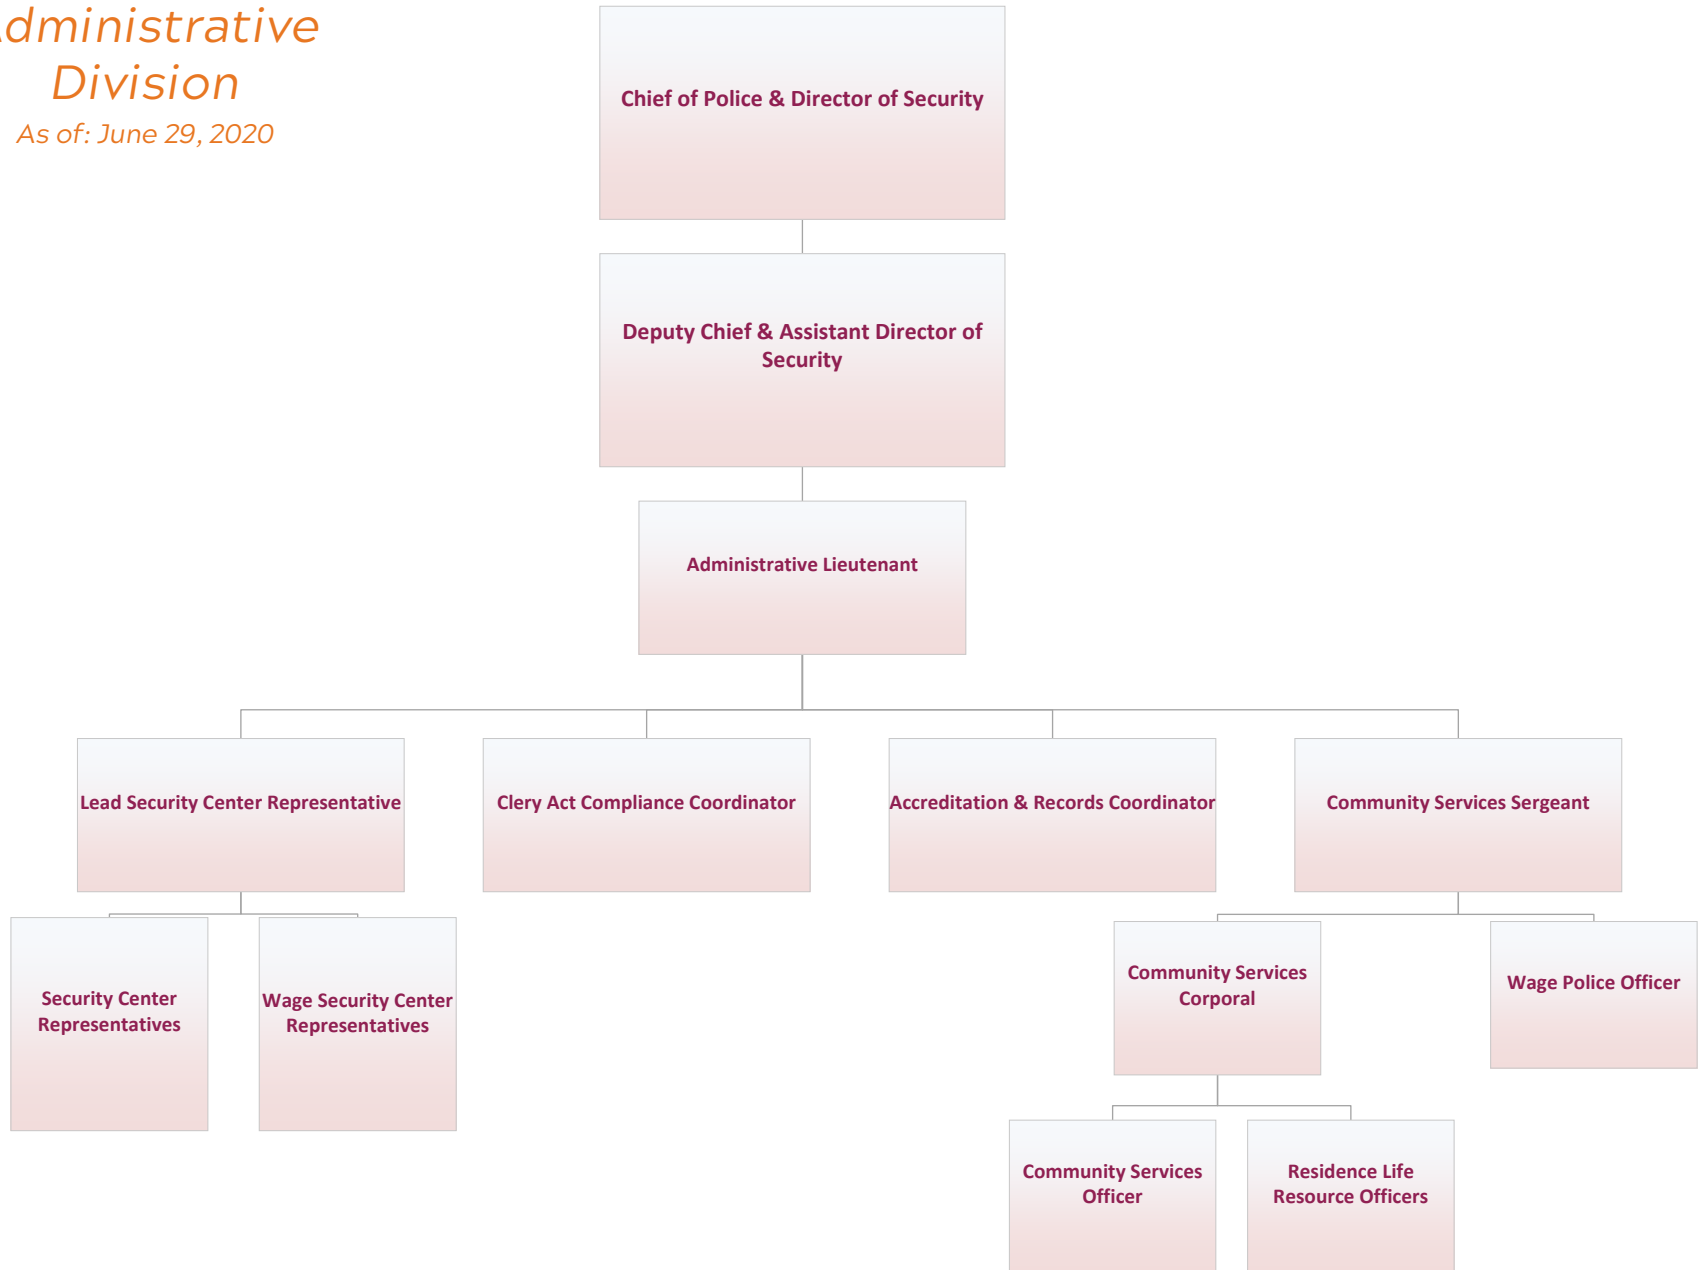 dministrative
Division
As of: June 29, 2020
Chief of Police & Director of Security
Deputy Chief & Assistant Director of
Security
Administrative Lieutenant
Lead Security Center Representative
Clery Act Compliance Coordinator
Accreditation & Records Coordinator
Community Services Sergeant
Security Center
Representatives
Wage Security Center
Representatives
Community Services
Corporal
Wage Police Officer
Community Services
Officer
Residence Life
Resource Officers